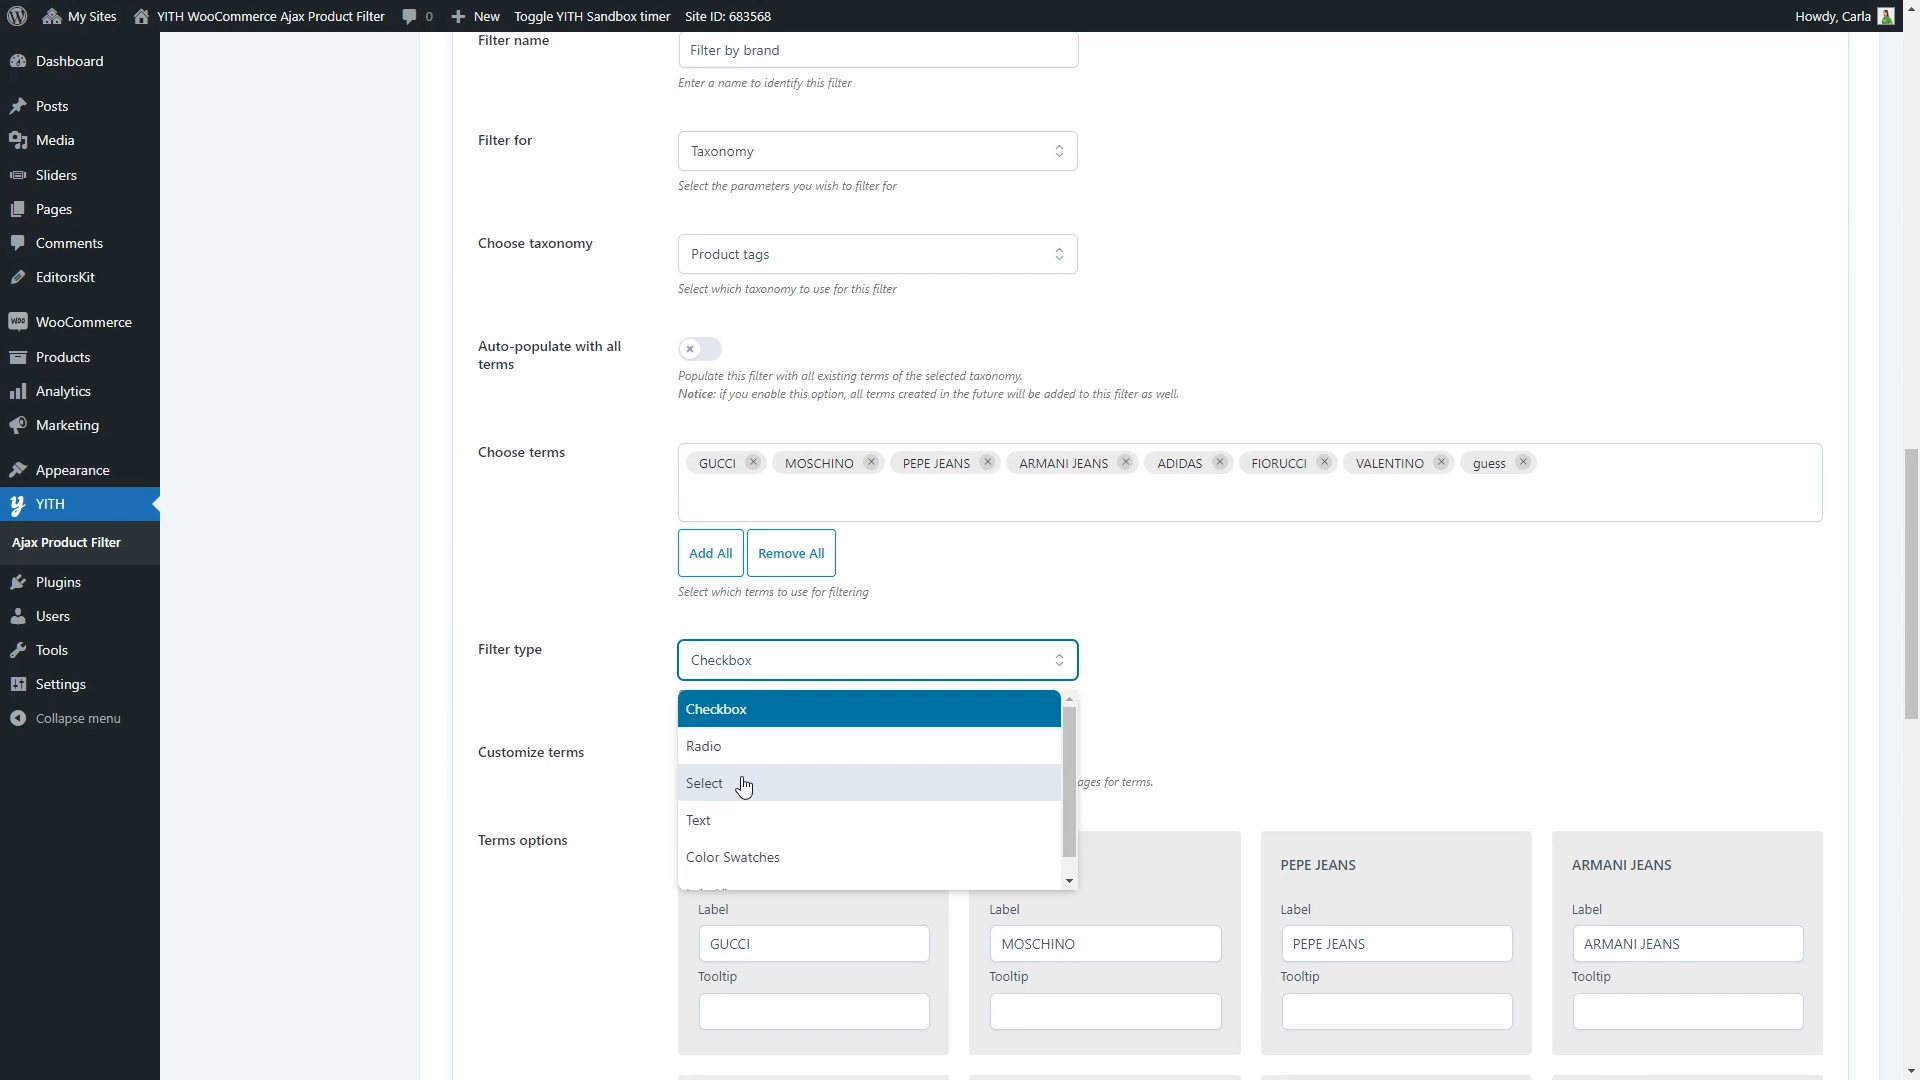 My Sites
YITH WooCommerce Ajax Product Filter
0
New
Toggle YITH Sandbox timer
Site ID: 683568
Howdy, Carla
Dashboard
Posts
Media
Sliders
Pages
Comments
EditorsKit
WooCommerce
Products
Analytics
Marketing
Appearance
YITH
Ajax Product Filter
Plugins
Users
Tools
Settings
Collapse menu
Filter name
Filter by brand
Enter a name to identify this filter
Filter for
Taxonomy
Select the parameters you wish to filter for
Choose taxonomy
Product tags
Select which taxonomy to use for this filter
Auto-populate with all
terms
Populate this filter with all existing terms of the selected taxonomy.
Notice: if you enable this option, all terms created in the future will be added to this filter as well.
Choose terms
GUCCI × MOSCHINO × PEPE JEANS × ARMANI JEANS × ADIDAS × FIORUCCI × VALENTINO × guess ×
Add All
Remove All
Select which terms to use for filtering
Filter type
Checkbox
Checkbox
Radio
Select
Text
Color Swatches
Customize terms
ages for terms.
Terms options
PEPE JEANS
ARMANI JEANS
Label
Label
Label
Label
GUCCI
MOSCHINO
PEPE JEANS
ARMANI JEANS
Tooltip
Tooltip
Tooltip
Tooltip